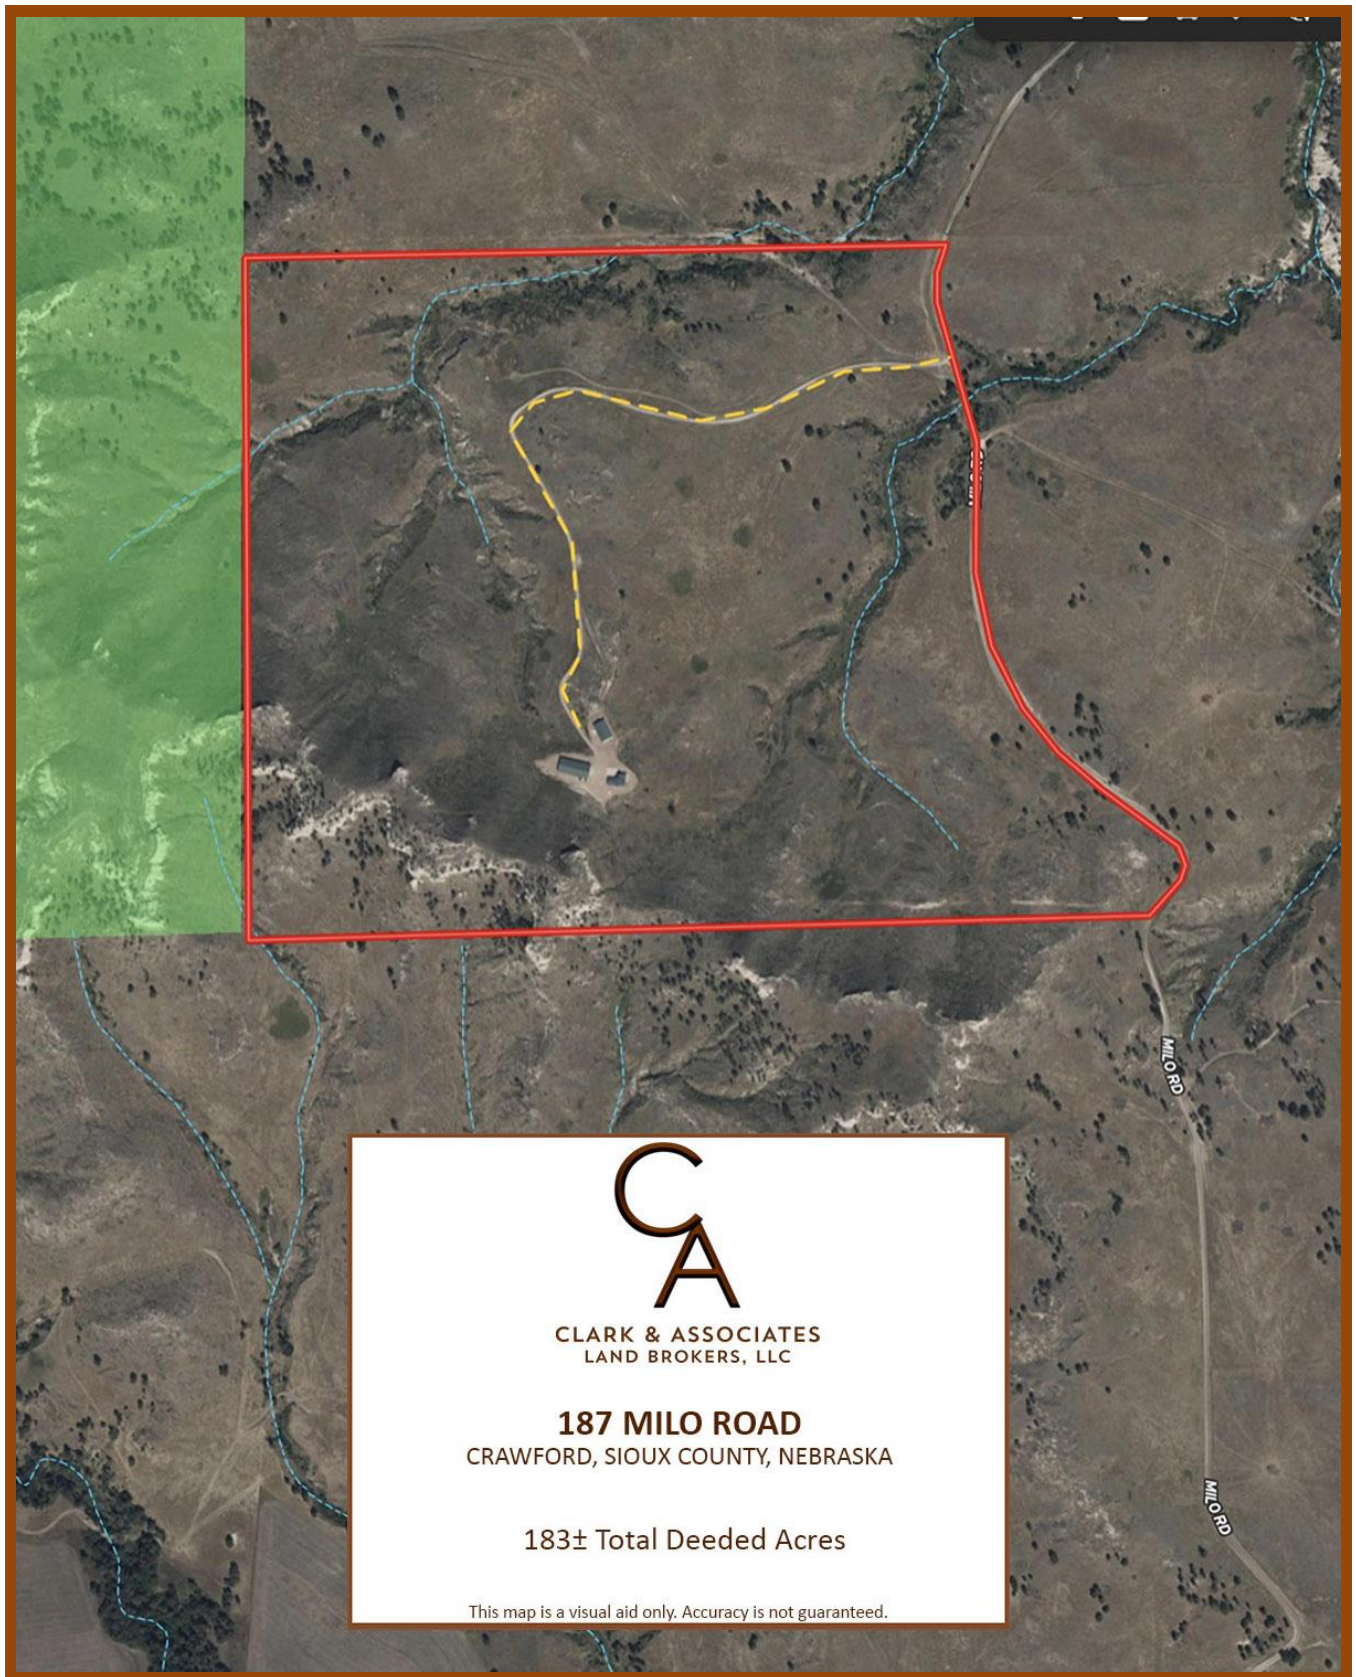 MILO RD
MILO RD
C
A
CLARK & ASSOCIATES
LAND BROKERS, LLC
187 MILO ROAD
CRAWFORD, SIOUX COUNTY, NEBRASKA
183± Total Deeded Acres
This map is a visual aid only. Accuracy is not guaranteed.